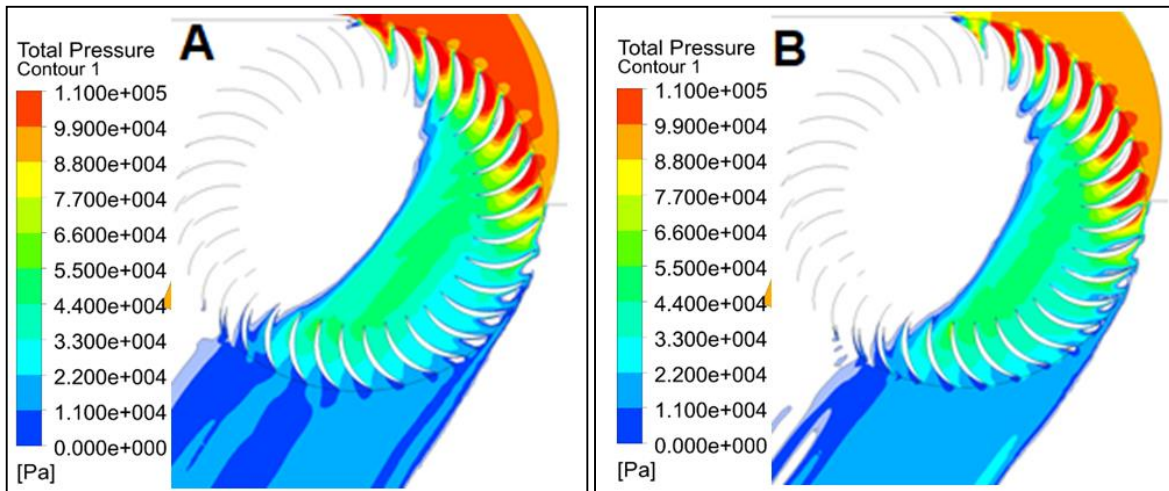 A
Total Pressure
Contour 1
1.100e+005
9.900e+004
8.800e+004
7.700e+004
6.600e+004
5.500e+004
4.400e+004
3.300e+004
2.200e+004
1.100e+004
0.000e+000
[Pa]
B
Total Pressure
Contour 1
1.100e+005
9.900e+004
8.800e+004
7.700e+004
6.600e+004
5.500e+004
4.400e+004
3.300e+004
2.200e+004
1.100e+004
0.000e+000
[Pa]